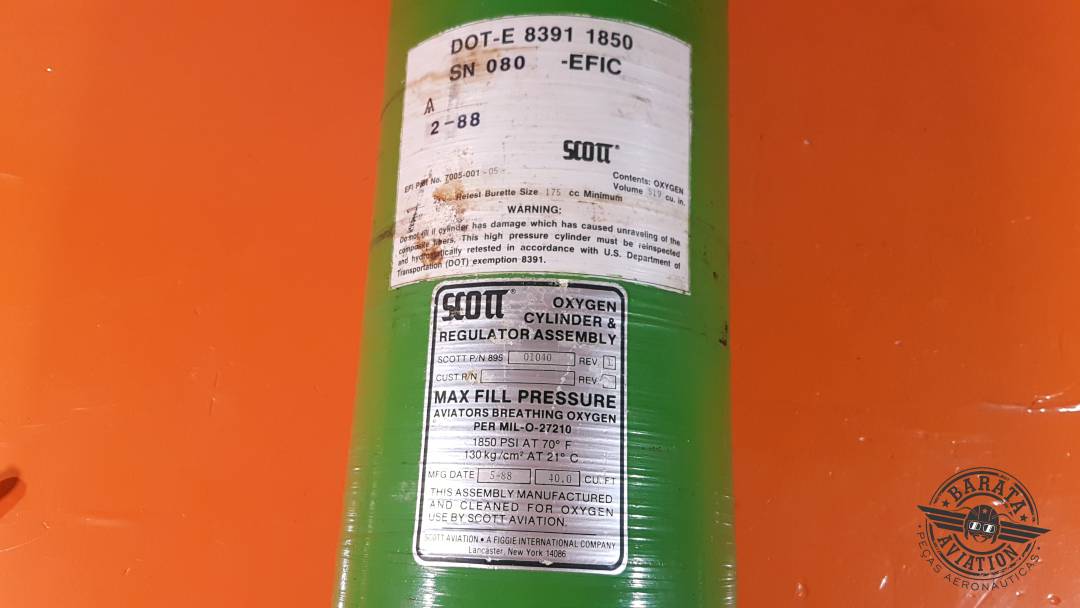 DOT-E 8391 1850
SN 080 -EFIC
2-88
SCOTT®
EFI Part No. 7005-001-05
Contents: OXYGEN
Volume cu. in.
Retest Burette Size 175 cc Minimum
WARNING:
Do not fill if cylinder has damage which has caused unraveling of the
composite fibers. This high pressure cylinder must be reinspected
and hydrostatically retested in accordance with U.S. Department of
Transportation (DOT) exemption 8391.
SCOTT® OXYGEN
CYLINDER &
REGULATOR ASSEMBLY
SCOTT P/N 895 01040 REV
CUST P/N REV
MAX FILL PRESSURE
AVIATORS BREATHING OXYGEN
PER MIL-O-27210
1850 PSI AT 70° F
130 kg/cm² AT 21° C
MFG DATE 5-88 40.0 CU.FT
THIS ASSEMBLY MANUFACTURED
AND CLEANED FOR OXYGEN
USE BY SCOTT AVIATION.
SCOTT AVIATION • A FIGGIE INTERNATIONAL COMPANY
Lancaster, New York 14086
BARATA
AVIATION
PEÇAS AERONÁUTICAS